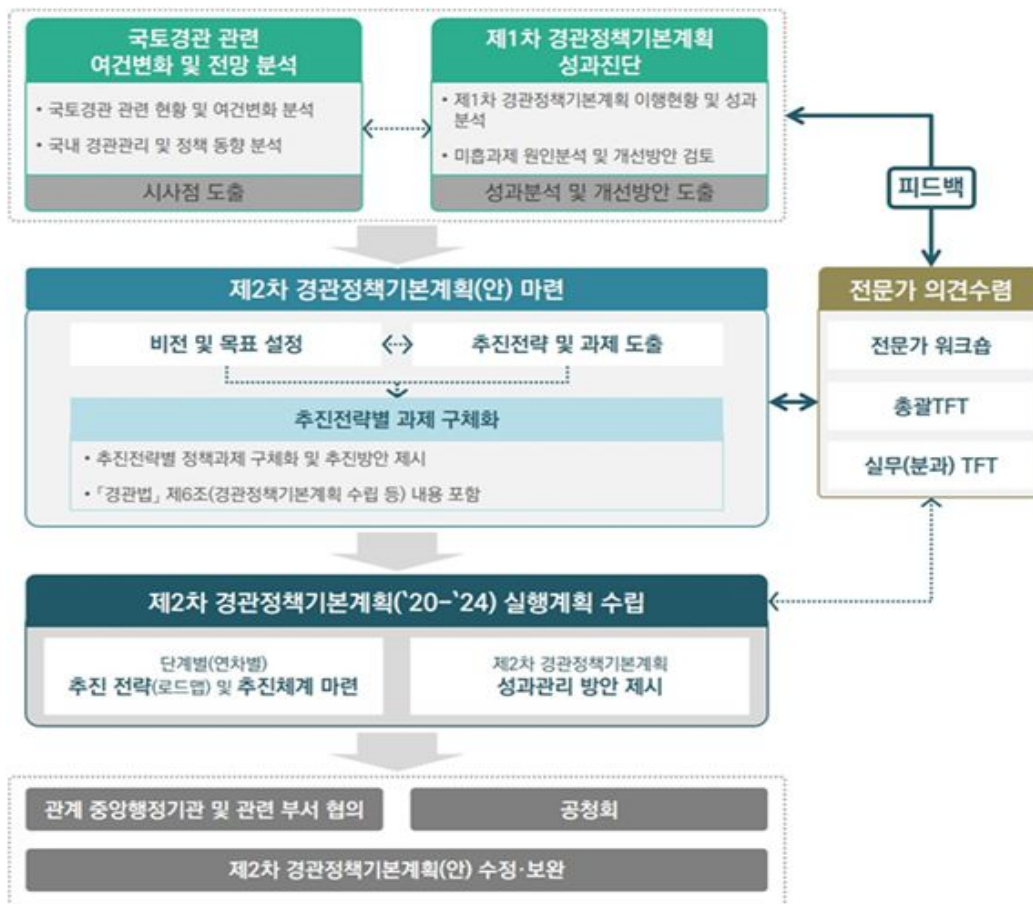 국토경관 관련
여건변화 및 전망 분석
• 국토경관 관련 현황 및 여건변화 분석
• 국내 경관관리 및 정책 동향 분석
시사점 도출
제1차 경관정책기본계획
성과진단
• 제1차 경관정책기본계획 이행현황 및 성과
분석
• 미흡과제 원인분석 및 개선방안 검토
성과분석 및 개선방안 도출
피드백
제2차 경관정책기본계획(안) 마련
비전 및 목표 설정
추진전략 및 과제 도출
추진전략별 과제 구체화
• 추진전략별 정책과제 구체화 및 추진방안 제시
• 「경관법」 제6조(경관정책기본계획 수립 등) 내용 포함
전문가 의견수렴
전문가 워크숍
총괄TFT
실무(분과) TFT
제2차 경관정책기본계획(‵20-‵24) 실행계획 수립
단계별(연차별)
추진 전략(로드맵) 및 추진체계 마련
제2차 경관정책기본계획
성과관리 방안 제시
관계 중앙행정기관 및 관련 부서 협의
공청회
제2차 경관정책기본계획(안) 수정·보완